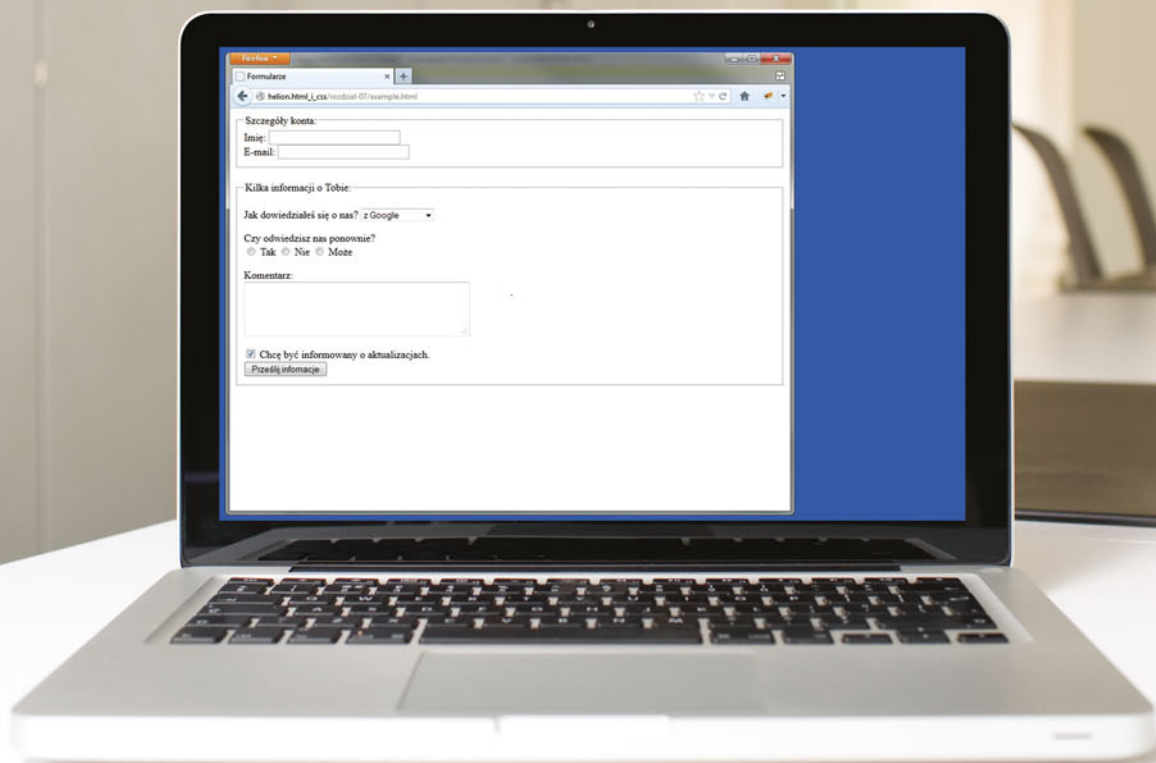 Firefox
Formularze
helion.html_i_css/rozdzial-07/example.html
Szczegóły konta:
Imię:
E-mail:
Kilka informacji o Tobie:
Jak dowiedziałeś się o nas? z Google
Czy odwiedzisz nas ponownie?
Tak Nie Może
Komentarz:
Chcę być informowany o aktualizacjach.
Prześlij infomacje